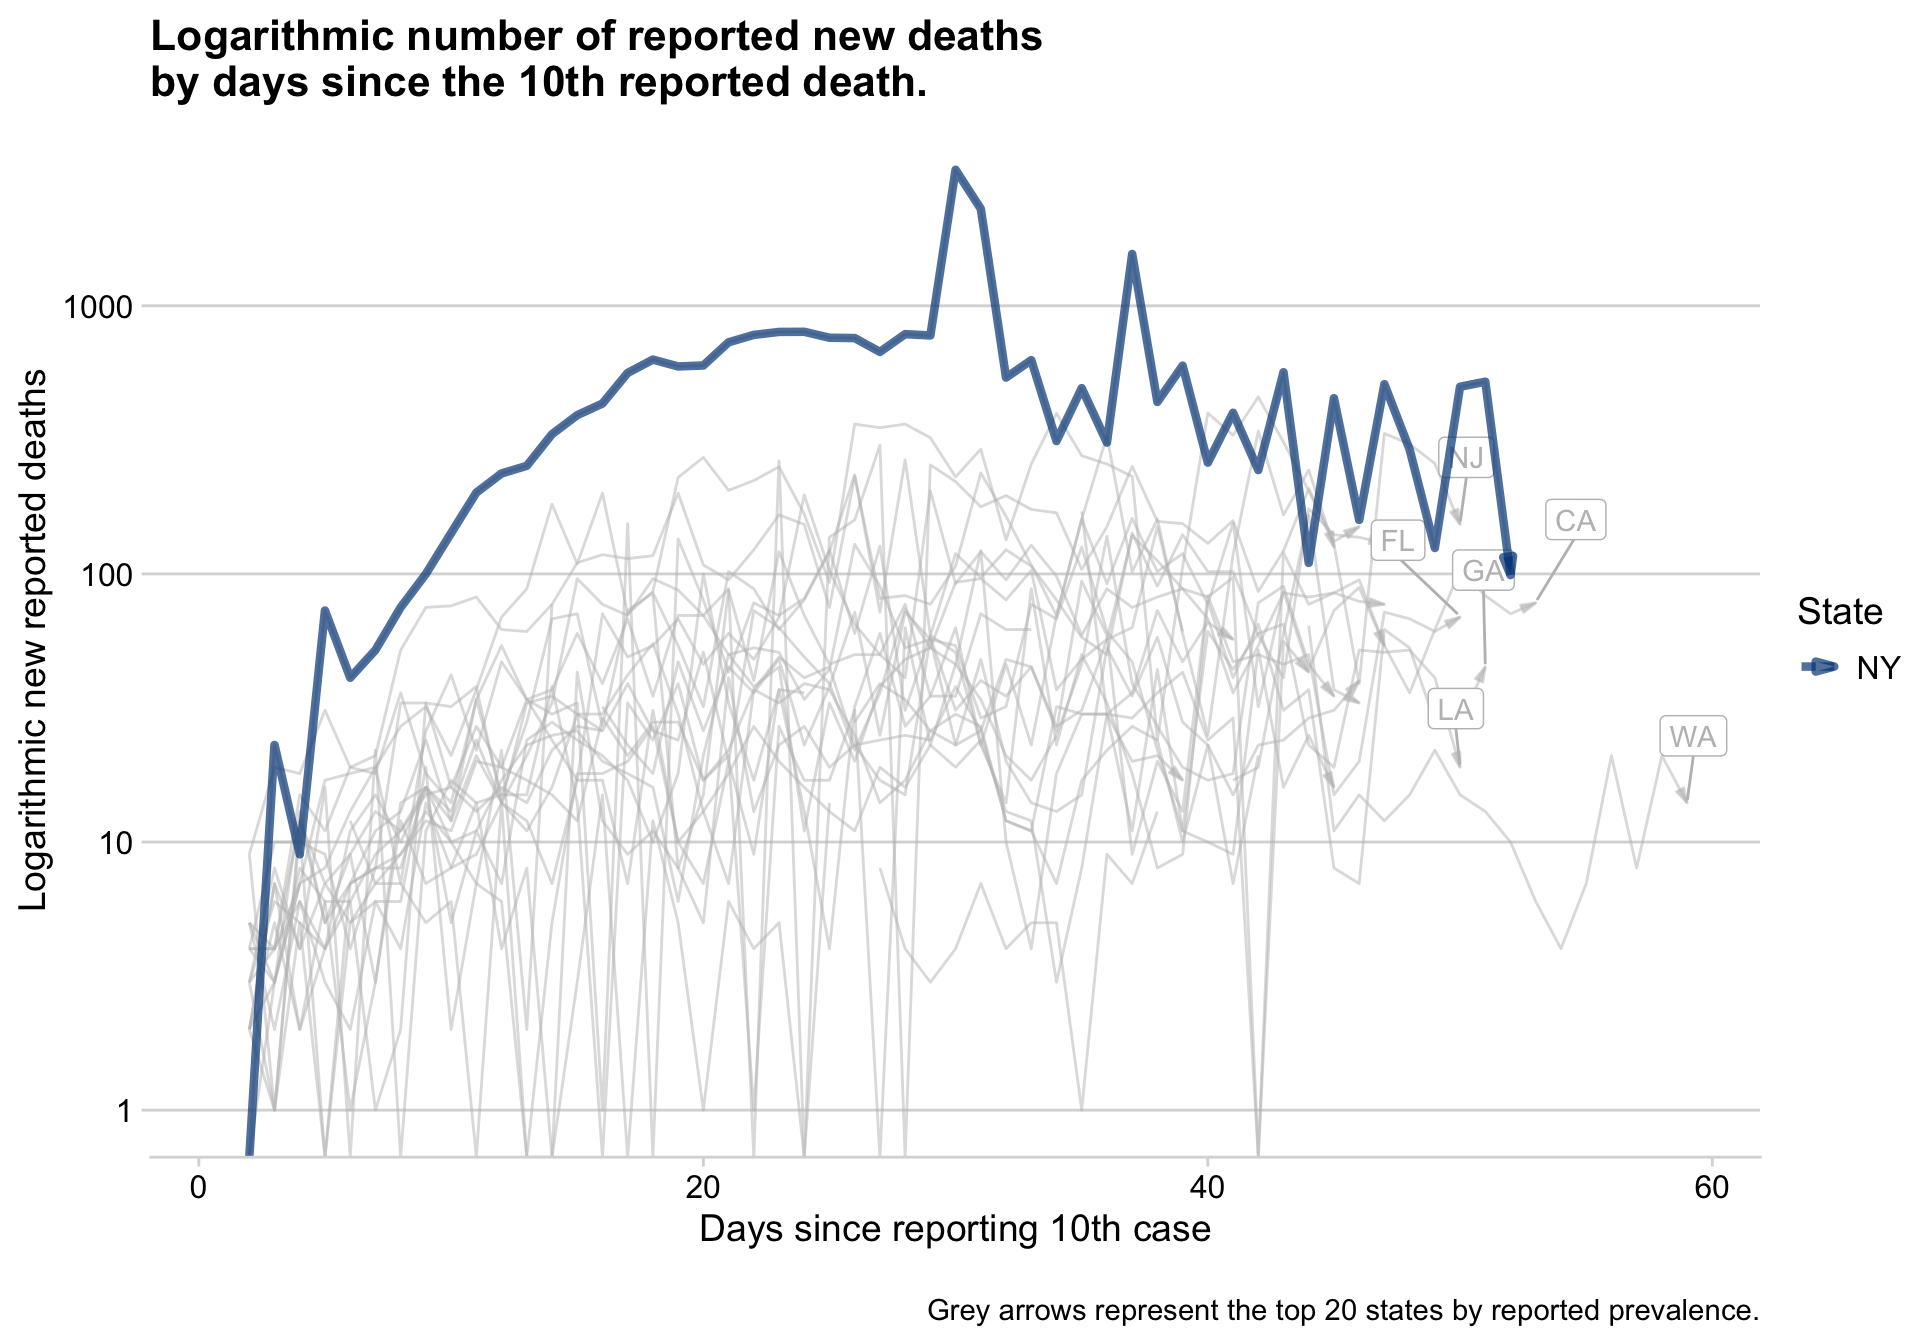 Logarithmic number of reported new deaths
by days since the 10th reported death.
Logarithmic new reported deaths
1000
100
10
1
NJ
CA
FL
GA
LA
WA
State
NY
0
20
40
60
Days since reporting 10th case
Grey arrows represent the top 20 states by reported prevalence.